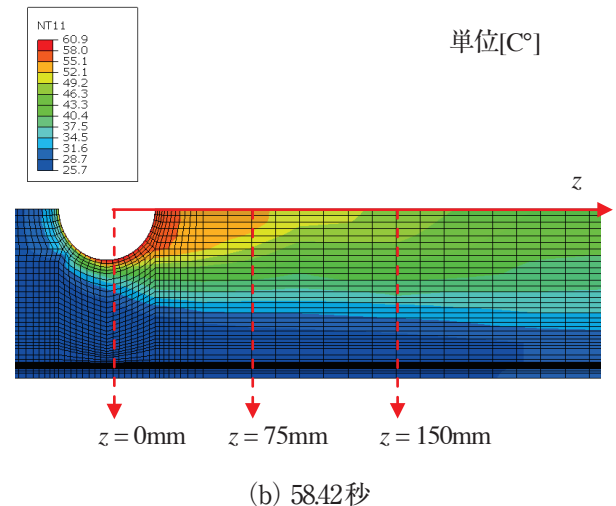 NT11
60.9
58.0
55.1
52.1
49.2
46.3
43.3
40.4
37.5
34.5
31.6
28.7
25.7
単位[C°]
z
z = 0mm z = 75mm z = 150mm
(b) 58.42秒